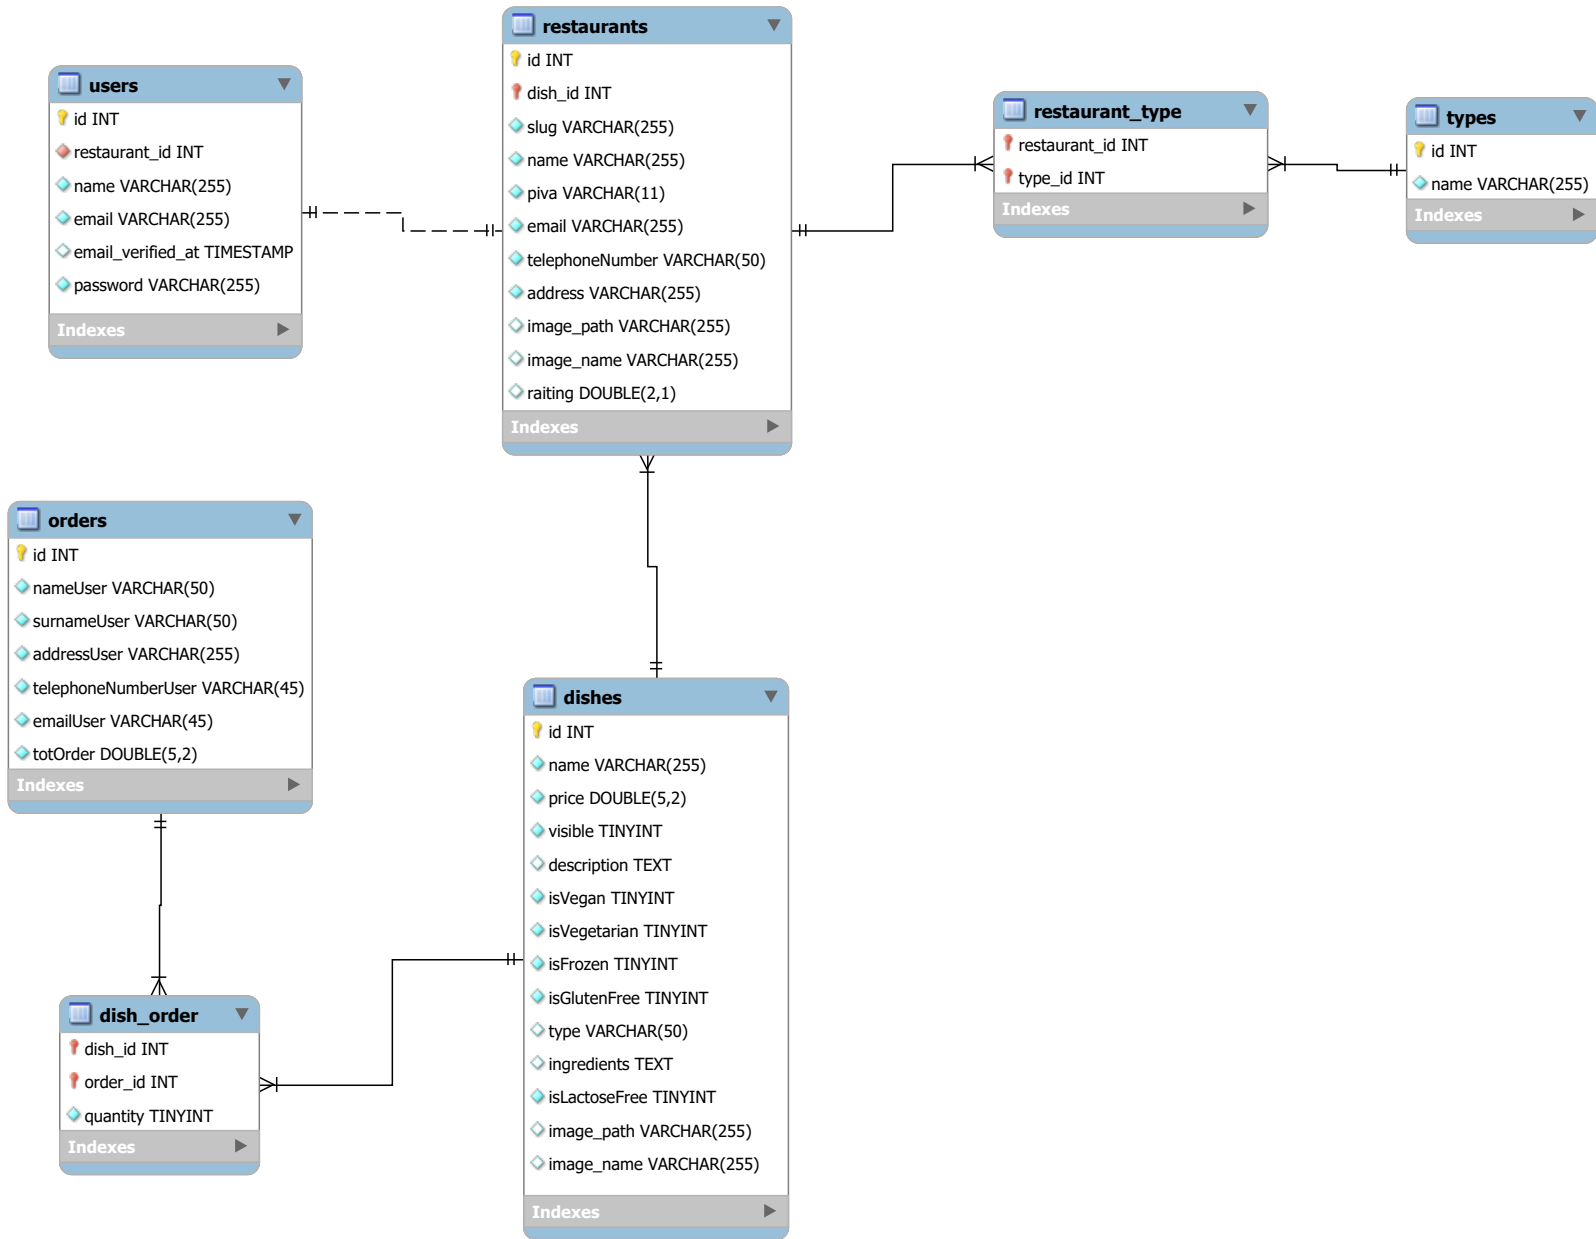 restaurants
id INT
dish_id INT
slug VARCHAR(255)
name VARCHAR(255)
piva VARCHAR(11)
email VARCHAR(255)
telephoneNumber VARCHAR(50)
address VARCHAR(255)
image_path VARCHAR(255)
image_name VARCHAR(255)
raiting DOUBLE(2,1)
Indexes
users
id INT
restaurant_id INT
name VARCHAR(255)
email VARCHAR(255)
email_verified_at TIMESTAMP
password VARCHAR(255)
Indexes
restaurant_type
restaurant_id INT
type_id INT
Indexes
types
id INT
name VARCHAR(255)
Indexes
orders
id INT
nameUser VARCHAR(50)
surnameUser VARCHAR(50)
addressUser VARCHAR(255)
telephoneNumberUser VARCHAR(45)
emailUser VARCHAR(45)
totOrder DOUBLE(5,2)
Indexes
dishes
id INT
name VARCHAR(255)
price DOUBLE(5,2)
visible TINYINT
description TEXT
isVegan TINYINT
isVegetarian TINYINT
isFrozen TINYINT
isGlutenFree TINYINT
type VARCHAR(50)
ingredients TEXT
isLactoseFree TINYINT
image_path VARCHAR(255)
image_name VARCHAR(255)
Indexes
dish_order
dish_id INT
order_id INT
quantity TINYINT
Indexes